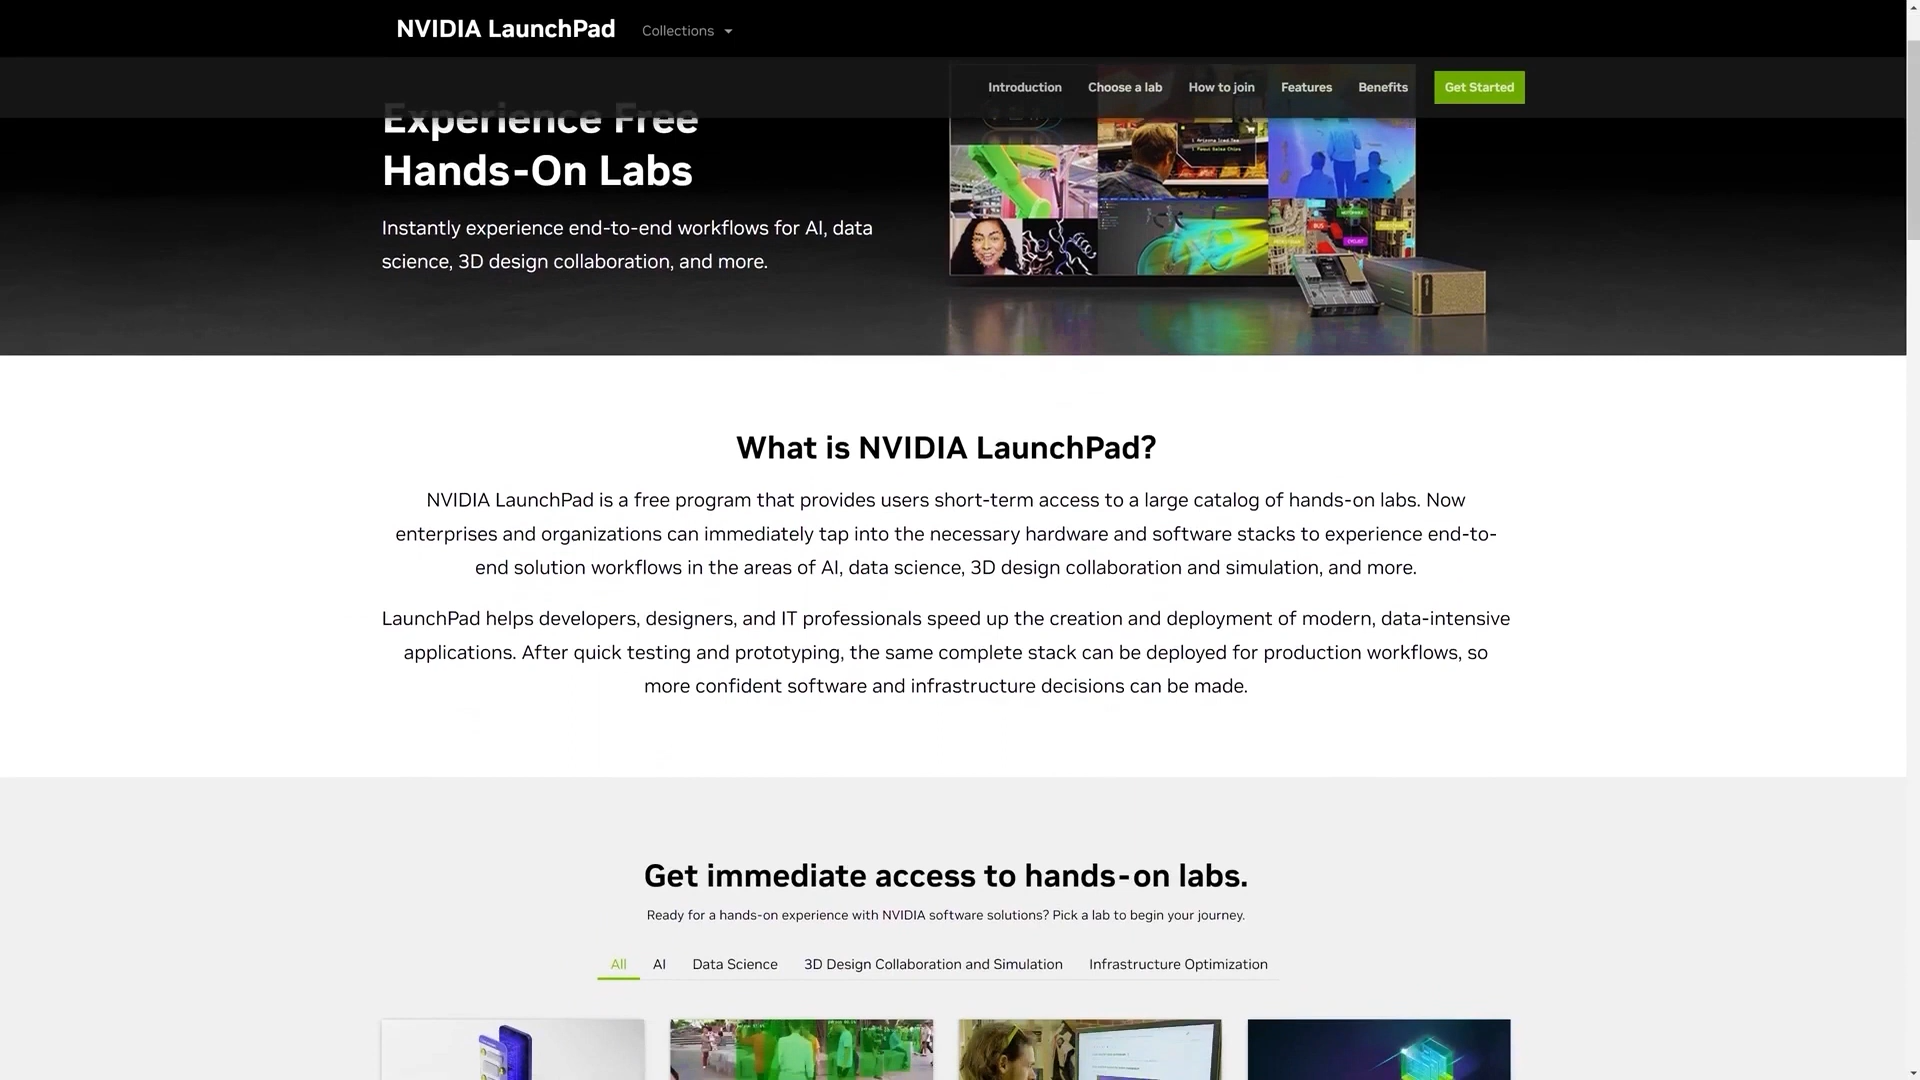 NVIDIA LaunchPad
Collections
Introduction
Choose a lab
How to join
Features
Benefits
Get Started
Experience Free
Hands-On Labs
Instantly experience end-to-end workflows for AI, data
science, 3D design collaboration, and more.
BUS
CYCLIST
What is NVIDIA LaunchPad?
NVIDIA LaunchPad is a free program that provides users short-term access to a large catalog of hands-on labs. Now
enterprises and organizations can immediately tap into the necessary hardware and software stacks to experience end-to-
end solution workflows in the areas of AI, data science, 3D design collaboration and simulation, and more.
LaunchPad helps developers, designers, and IT professionals speed up the creation and deployment of modern, data-intensive
applications. After quick testing and prototyping, the same complete stack can be deployed for production workflows, so
more confident software and infrastructure decisions can be made.
Get immediate access to hands-on labs.
Ready for a hands-on experience with NVIDIA software solutions? Pick a lab to begin your journey.
All
AI
Data Science
3D Design Collaboration and Simulation
Infrastructure Optimization